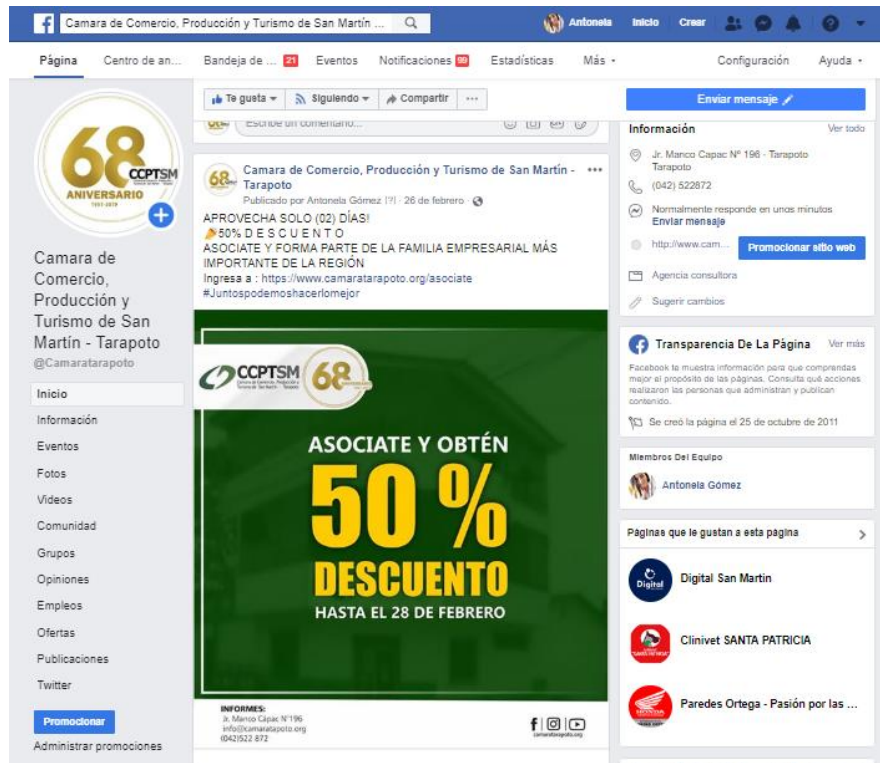 Camara de Comercio, Producción y Turismo de San Martín ...
Antonela
Inicio
Crear
Página
Centro de an...
Bandeja de ... 21
Eventos
Notificaciones 99
Estadísticas
Más
Configuración
Ayuda
68
CCPTSM
ANIVERSARIO
Camara de
Comercio,
Producción y
Turismo de San
Martín - Tarapoto
@Camaratarapoto
Inicio
Información
Eventos
Fotos
Videos
Comunidad
Grupos
Opiniones
Empleos
Ofertas
Publicaciones
Twitter
Promocionar
Administrar promociones
Te gusta
Siguiendo
Compartir
...
Escribe un comentario...
Camara de Comercio, Producción y Turismo de San Martín -
Tarapoto
Publicado por Antonela Gómez [?] · 26 de febrero ·
APROVECHA SOLO (02) DÍAS!
50% D E S C U E N T O
ASOCIATE Y FORMA PARTE DE LA FAMILIA EMPRESARIAL MÁS
IMPORTANTE DE LA REGIÓN
Ingresa a : https://www.camaratarapoto.org/asociate
#Juntospodemoshacerlomejor
CCPTSM
68
ASOCIATE Y OBTÉN
50 %
DESCUENTO
HASTA EL 28 DE FEBRERO
INFORMES:
Jr. Manco Cápac N°196
info@camaratapoto.org
(042)522 872
Enviar mensaje
Información
Ver todo
Jr. Manco Capac Nº 196 - Tarapoto
Tarapoto
(042) 522872
Normalmente responde en unos minutos
Enviar mensaje
http://www.cam...
Promocionar sitio web
Agencia consultora
Sugerir cambios
Transparencia De La Página
Ver más
Facebook te muestra información para que comprendas
mejor el propósito de las páginas. Consulta qué acciones
realizaron las personas que administran y publican
contenido.
Se creó la página el 25 de octubre de 2011
Miembros Del Equipo
Antonela Gómez
Páginas que le gustan a esta página
Digital
Digital San Martin
Clinivet SANTA PATRICIA
HONDA
Paredes Ortega - Pasión por las ...